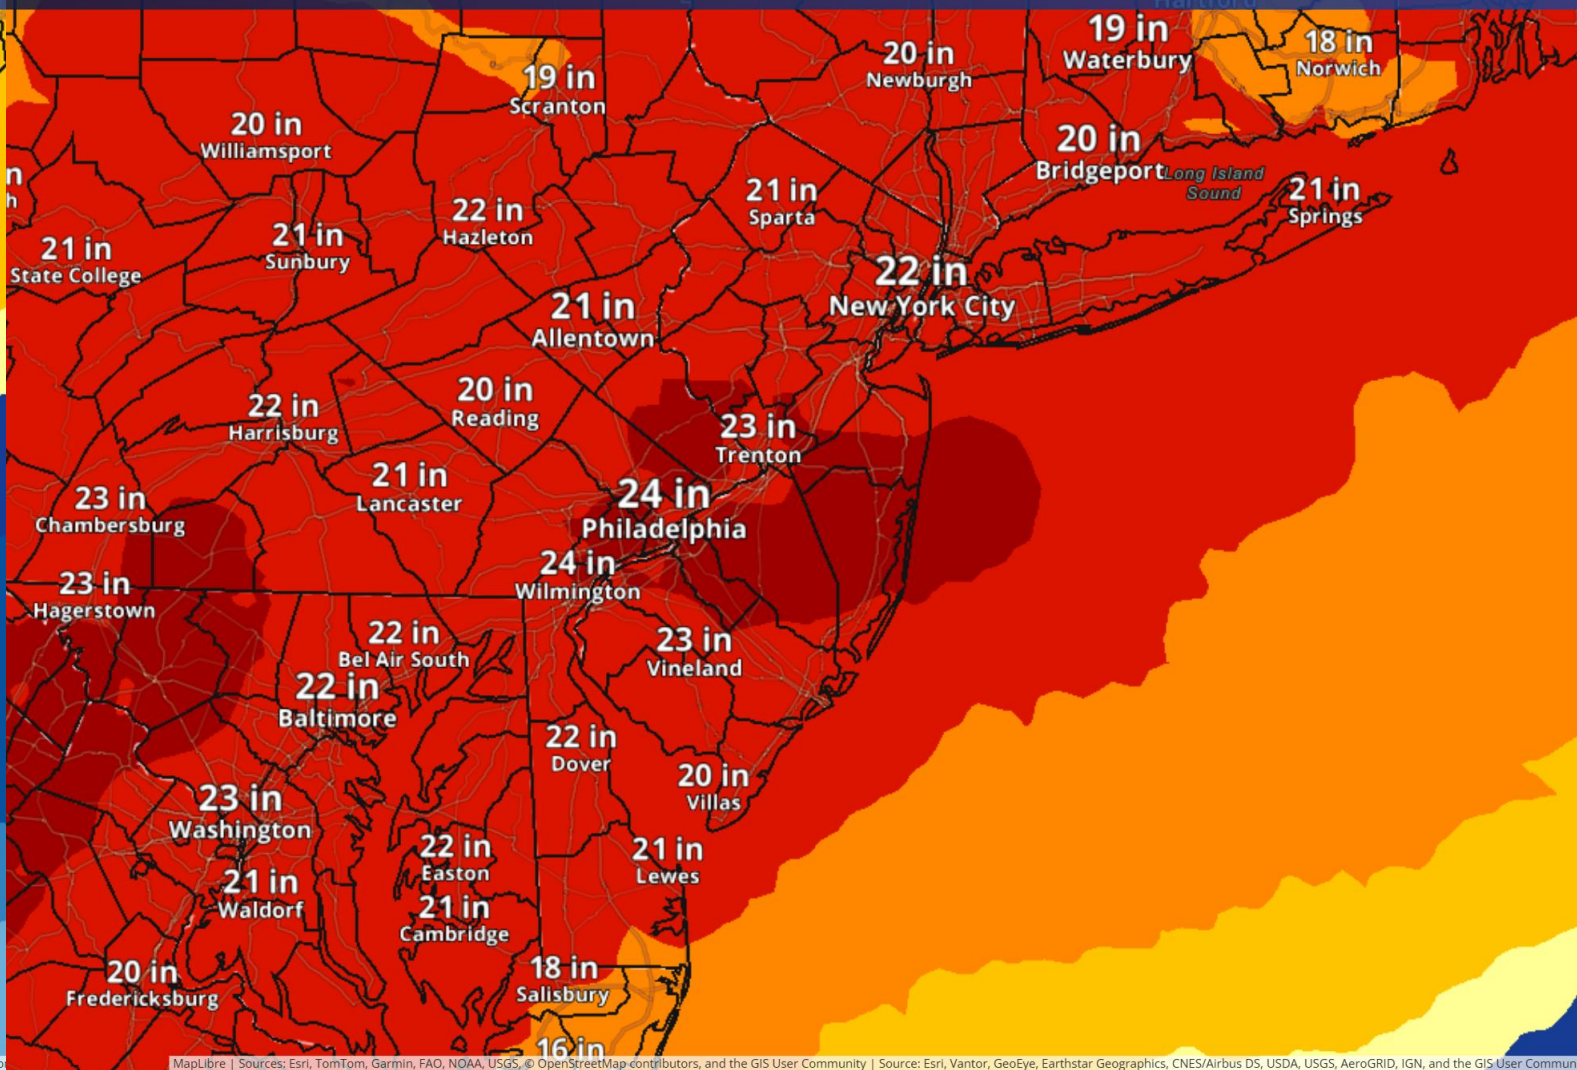 Hartford
19 in
Waterbury
18 in
Norwich
20 in
Newburgh
19 in
Scranton
20 in
Williamsport
20 in
Bridgeport
Long Island
Sound
21 in
Springs
21 in
Sparta
22 in
Hazleton
21 in
Sunbury
21 in
State College
22 in
New York City
21 in
Allentown
20 in
Reading
22 in
Harrisburg
23 in
Trenton
21 in
Lancaster
23 in
Chambersburg
24 in
Philadelphia
24 in
Wilmington
23 in
Hagerstown
22 in
Bel Air South
23 in
Vineland
22 in
Baltimore
22 in
Dover
20 in
Villas
23 in
Washington
22 in
Easton
21 in
Lewes
21 in
Waldorf
21 in
Cambridge
20 in
Fredericksburg
18 in
Salisbury
16 in
MapLibre | Sources: Esri, TomTom, Garmin, FAO, NOAA, USGS, © OpenStreetMap contributors, and the GIS User Community | Source: Esri, Vantor, GeoEye, Earthstar Geographics, CNES/Airbus DS, USDA, USGS, AeroGRID, IGN, and the GIS User Commun